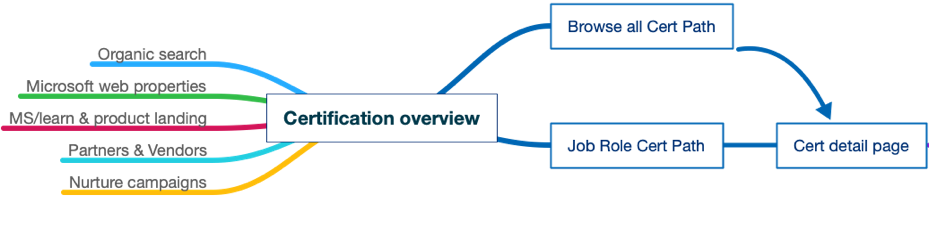 Organic search
Microsoft web properties
MS/learn & product landing
Partners & Vendors
Nurture campaigns
Certification overview
Browse all Cert Path
Job Role Cert Path
Cert detail page